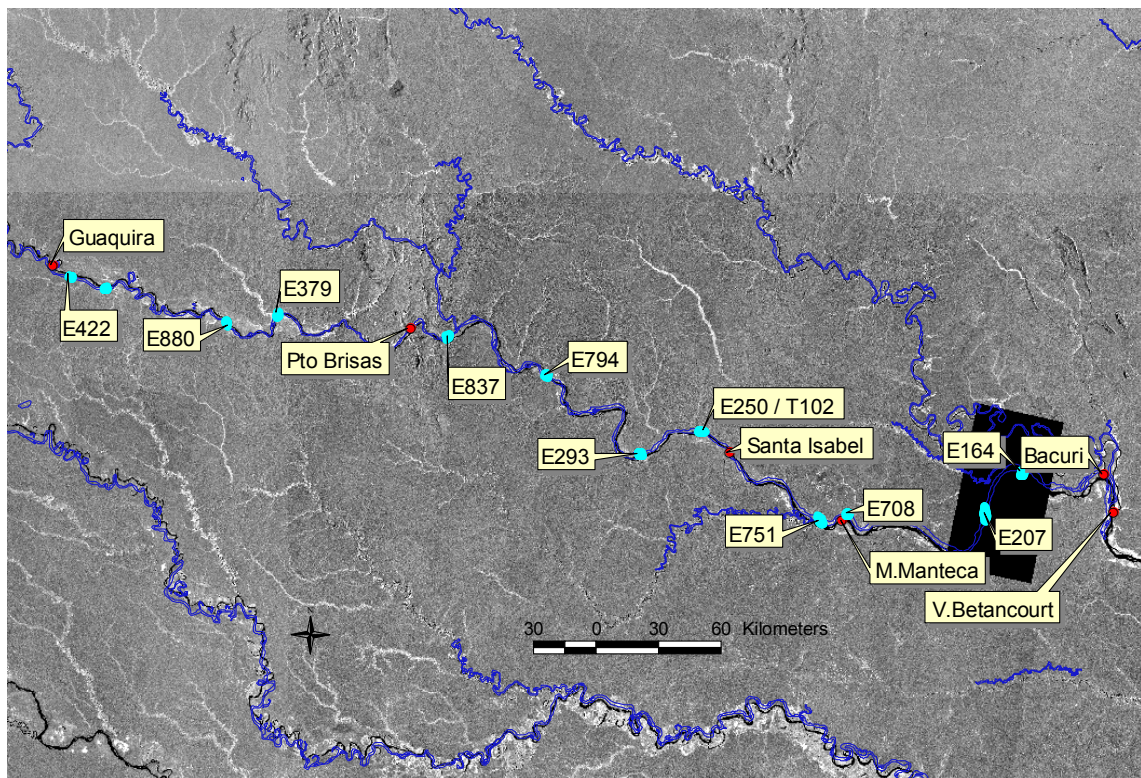 Guaquira
E379
E422
E880
Pto Brisas
E837
E794
E250 / T102
E293
Santa Isabel
E164
Bacuri
E708
E751
E207
M.Manteca
V.Betancourt
30 0 30 60 Kilometers